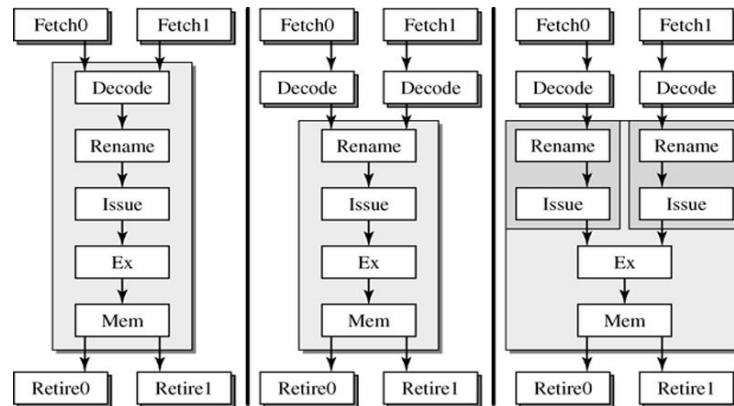 Fetch0 Fetch1
Decode
Rename
Issue
Ex
Mem
Retire0 Retire1
Fetch0 Fetch1
Decode Decode
Rename
Issue
Ex
Mem
Retire0 Retire1
Fetch0 Fetch1
Decode Decode
Rename Rename
Issue Issue
Ex
Mem
Retire0 Retire1